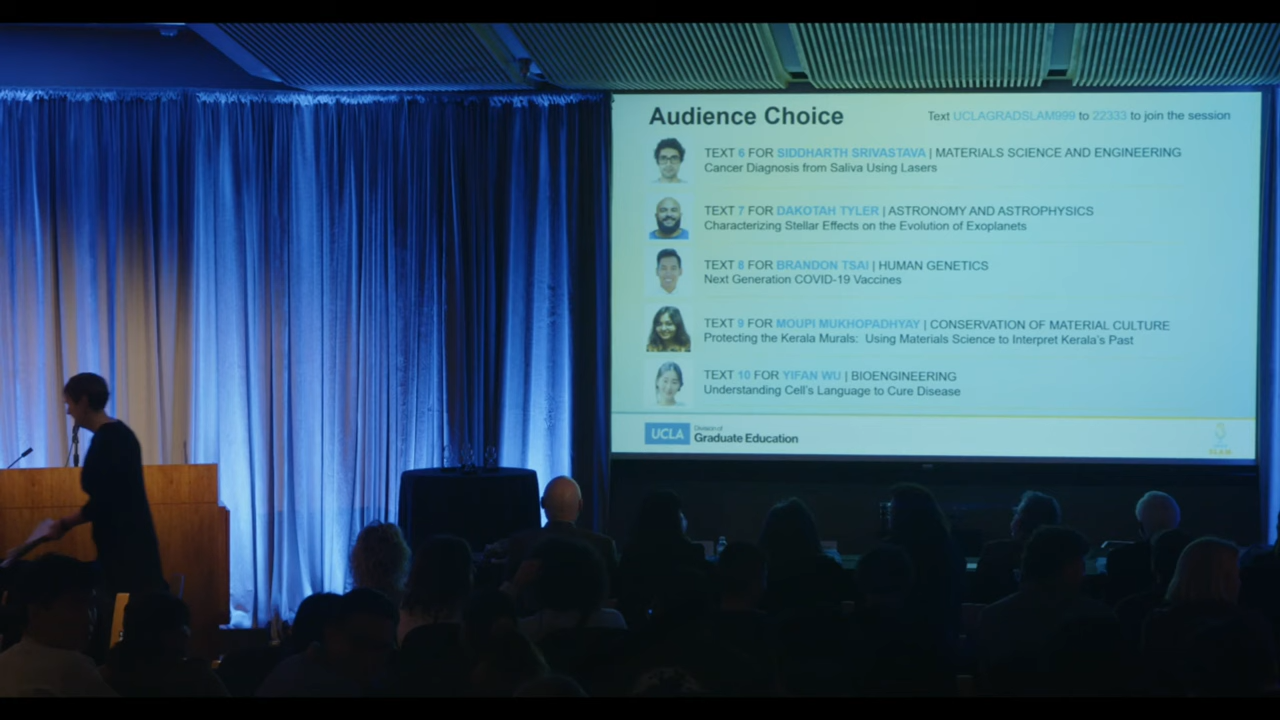 Audience Choice
Text UCLAGRADSLAM999 to 22333 to join the session
TEXT 6 FOR SIDDHARTH SRIVASTAVA | MATERIALS SCIENCE AND ENGINEERING
Cancer Diagnosis from Saliva Using Lasers
TEXT 7 FOR DAKOTAH TYLER | ASTRONOMY AND ASTROPHYSICS
Characterizing Stellar Effects on the Evolution of Exoplanets
TEXT 8 FOR BRANDON TSAI | HUMAN GENETICS
Next Generation COVID-19 Vaccines
TEXT 9 FOR MOUPI MUKHOPADHYAY | CONSERVATION OF MATERIAL CULTURE
Protecting the Kerala Murals: Using Materials Science to Interpret Kerala's Past
TEXT 10 FOR YIFAN WU | BIOENGINEERING
Understanding Cell's Language to Cure Disease
UCLA
Division of
Graduate Education
SLAM